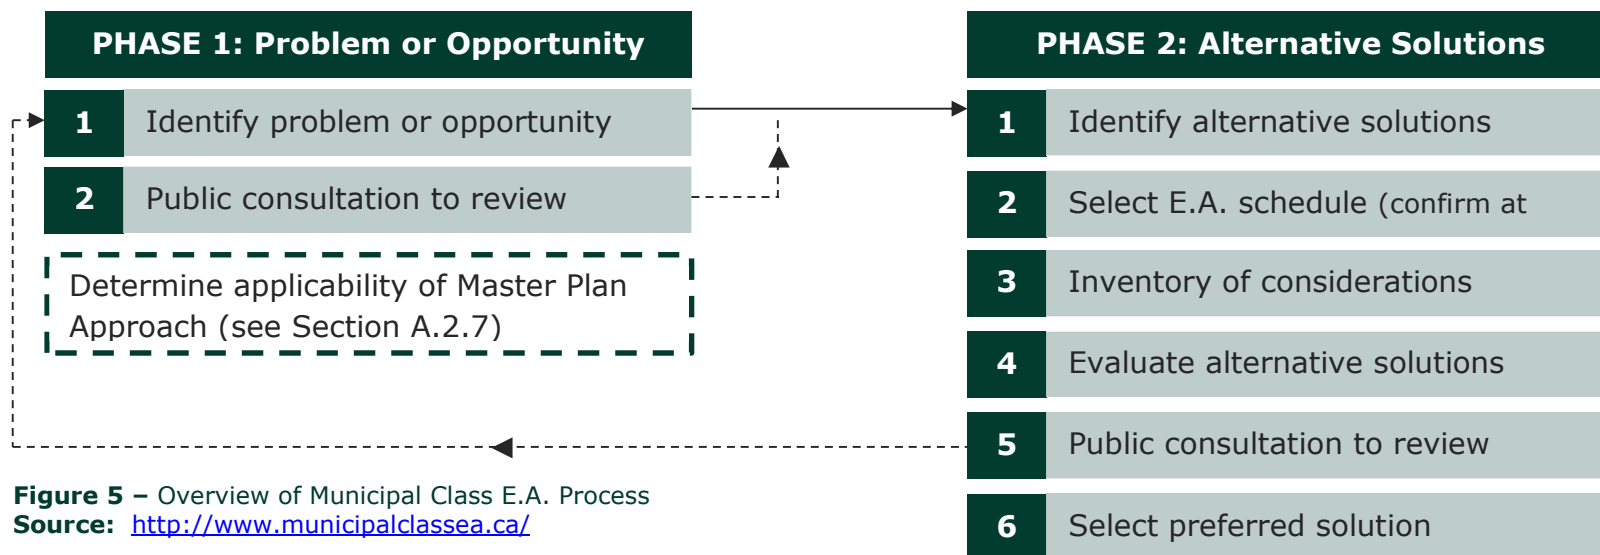 PHASE 1: Problem or Opportunity
1 Identify problem or opportunity
2 Public consultation to review
Determine applicability of Master Plan
Approach (see Section A.2.7)
PHASE 2: Alternative Solutions
1 Identify alternative solutions
2 Select E.A. schedule (confirm at
3 Inventory of considerations
4 Evaluate alternative solutions
5 Public consultation to review
6 Select preferred solution
Figure 5 – Overview of Municipal Class E.A. Process
Source: http://www.municipalclassea.ca/